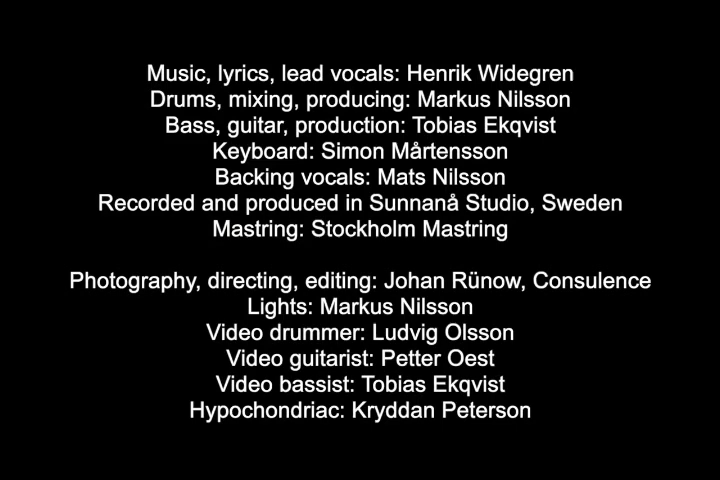 Music, lyrics, lead vocals: Henrik Widegren
Drums, mixing, producing: Markus Nilsson
Bass, guitar, production: Tobias Ekqvist
Keyboard: Simon Mårtensson
Backing vocals: Mats Nilsson
Recorded and produced in Sunnanå Studio, Sweden
Mastring: Stockholm Mastring
Photography, directing, editing: Johan Rünow, Consulence
Lights: Markus Nilsson
Video drummer: Ludvig Olsson
Video guitarist: Petter Oest
Video bassist: Tobias Ekqvist
Hypochondriac: Kryddan Peterson